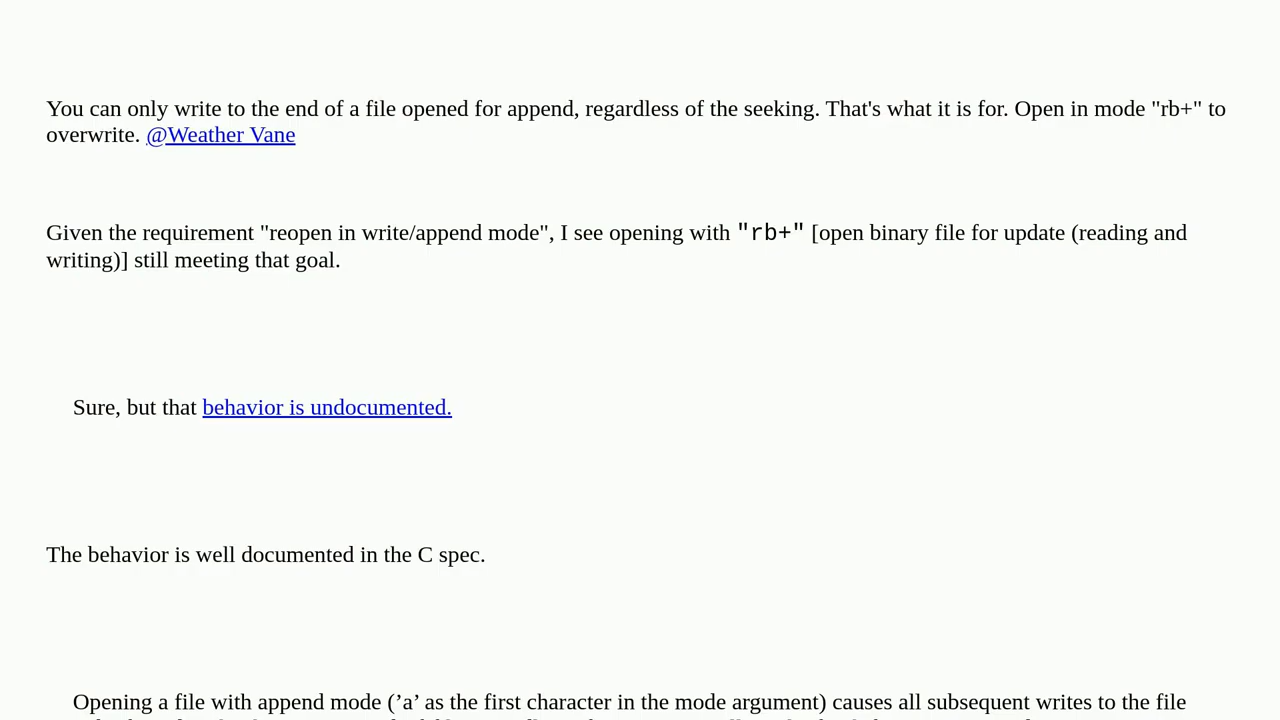 You can only write to the end of a file opened for append, regardless of the seeking. That's what it is for. Open in mode "rb+" to
overwrite. @Weather Vane
Given the requirement "reopen in write/append mode", I see opening with "rb+" [open binary file for update (reading and
writing)] still meeting that goal.
Sure, but that behavior is undocumented.
The behavior is well documented in the C spec.
Opening a file with append mode (’a’ as the first character in the mode argument) causes all subsequent writes to the file